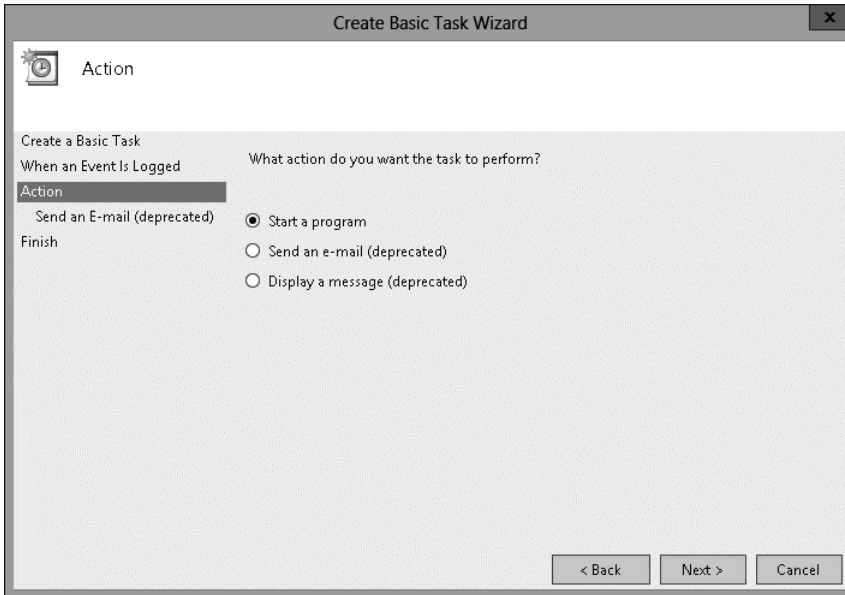 Create Basic Task Wizard
x
Action
Create a Basic Task
When an Event Is Logged
Action
Send an E-mail (deprecated)
Finish
What action do you want the task to perform?
Start a program
Send an e-mail (deprecated)
Display a message (deprecated)
< Back
Next >
Cancel